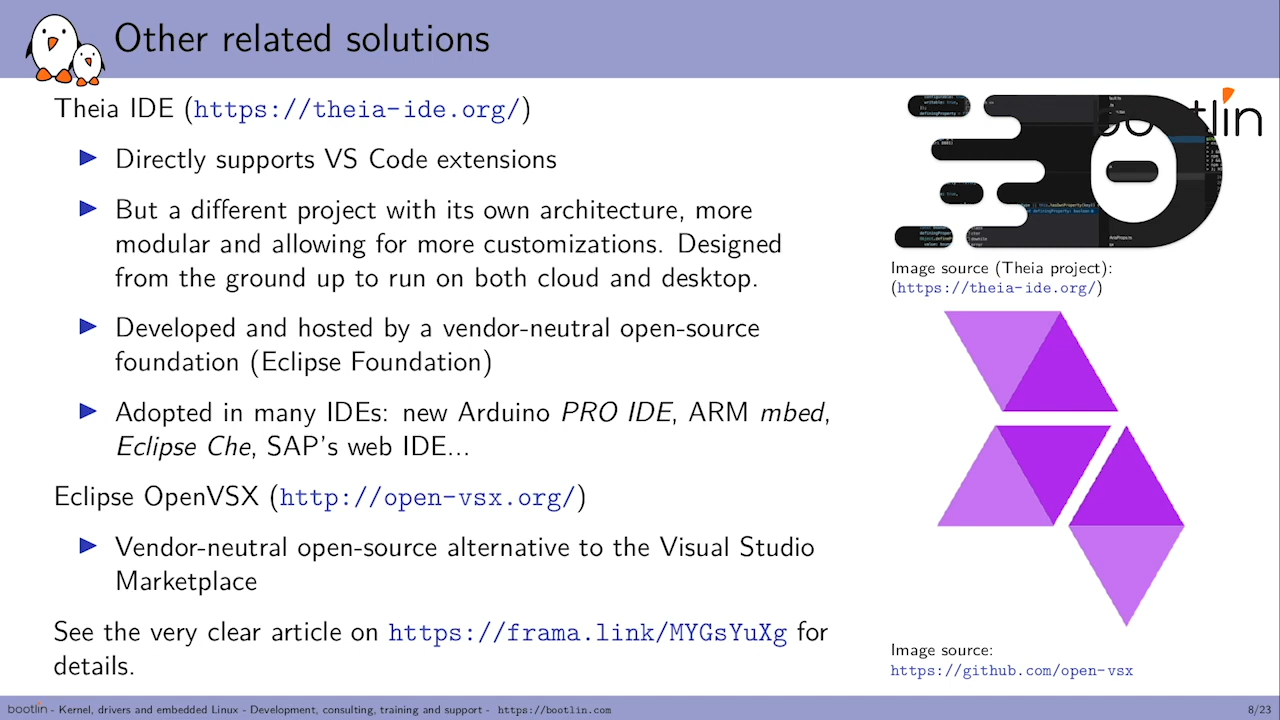 Other related solutions
Theia IDE (https://theia-ide.org/)
Directly supports VS Code extensions
But a different project with its own architecture, more
modular and allowing for more customizations. Designed
from the ground up to run on both cloud and desktop.
Developed and hosted by a vendor-neutral open-source
foundation (Eclipse Foundation)
Adopted in many IDEs: new Arduino PRO IDE, ARM mbed,
Eclipse Che, SAP's web IDE...
Eclipse OpenVSX (http://open-vsx.org/)
Vendor-neutral open-source alternative to the Visual Studio
Marketplace
See the very clear article on https://frama.link/MYGsYuXg for
details.
bootlin
Image source (Theia project):
(https://theia-ide.org/)
Image source:
https://github.com/open-vsx
bootlin - Kernel, drivers and embedded Linux - Development, consulting, training and support - https://bootlin.com
8/23